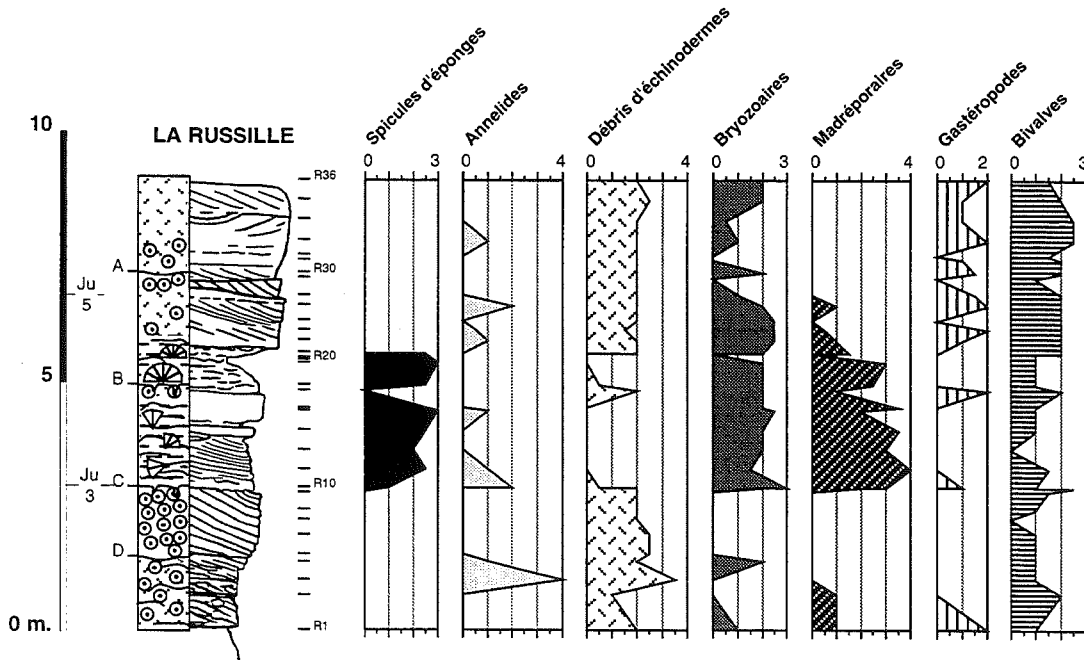 Spicules d'éponges
Annelides
Débris d'échinodermes
Bryozoaires
Madréporaires
Gastéropodes
Bivalves
10
LA RUSSILLE
0 3
0 4
0 2
0 3
0 4
0 2
0 3
R36
A
R30
Ju
5
R20
5
B
Ju
3
C
R10
D
0 m.
R1